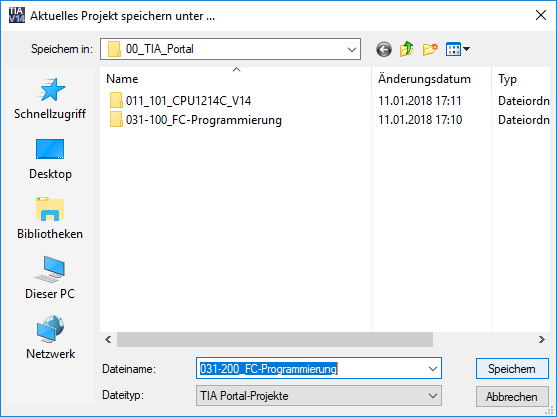 TIA V14 Aktuelles Projekt speichern unter ...
Speichern in: 00_TIA_Portal
Name Änderungsdatum Typ
011_101_CPU1214C_V14 11.01.2018 17:11 Dateiordn
031-100_FC-Programmierung 11.01.2018 17:10 Dateiordn
Schnellzugriff
Desktop
Bibliotheken
Dieser PC
Netzwerk
Dateiname: 031-200_FC-Programmierung Speichern
Dateityp: TIA Portal-Projekte Abbrechen